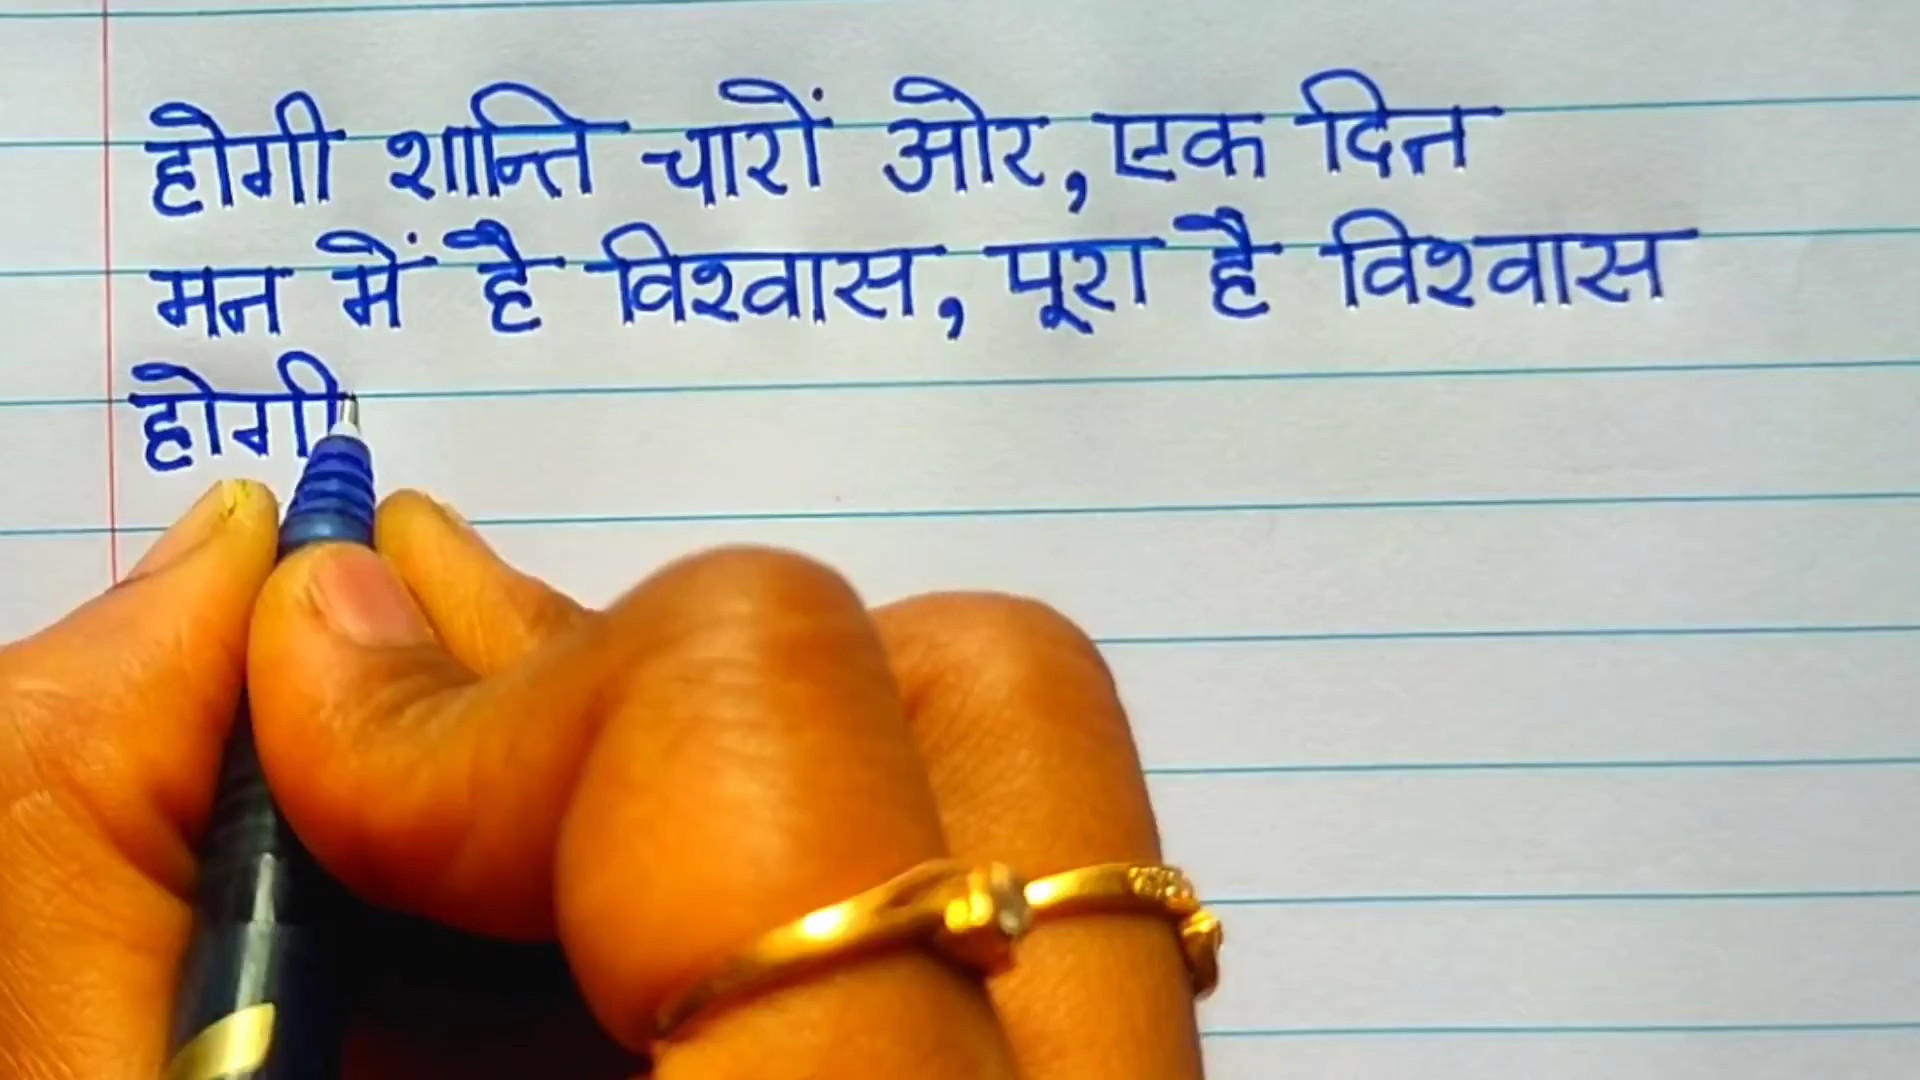 होगी शान्ति चारों ओर, एक दिन
मन में है विश्वास, पूरा है विश्वास
होगी